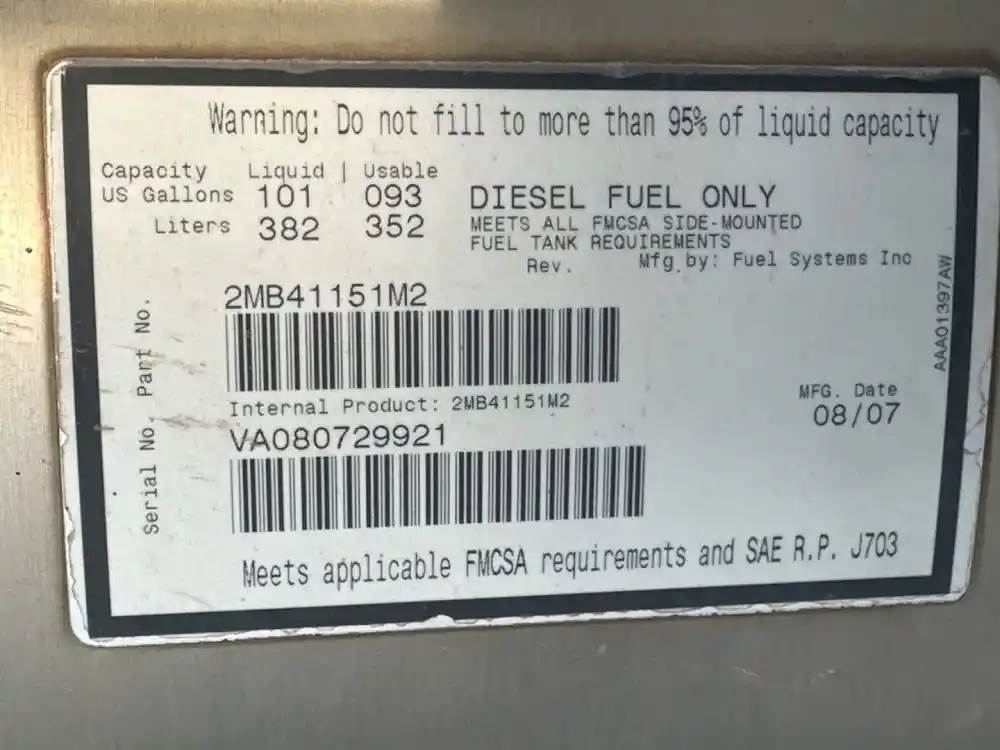 Warning: Do not fill to more than 95% of liquid capacity
Capacity Liquid | Usable
US Gallons 101 093
Liters 382 352
DIESEL FUEL ONLY
MEETS ALL FMCSA SIDE-MOUNTED
FUEL TANK REQUIREMENTS
Rev. Mfg.by: Fuel Systems Inc
AAA01397AW
Part No.
2MB41151M2
Internal Product: 2MB41151M2
MFG. Date
08/07
Serial No.
VA080729921
Meets applicable FMCSA requirements and SAE R.P. J703